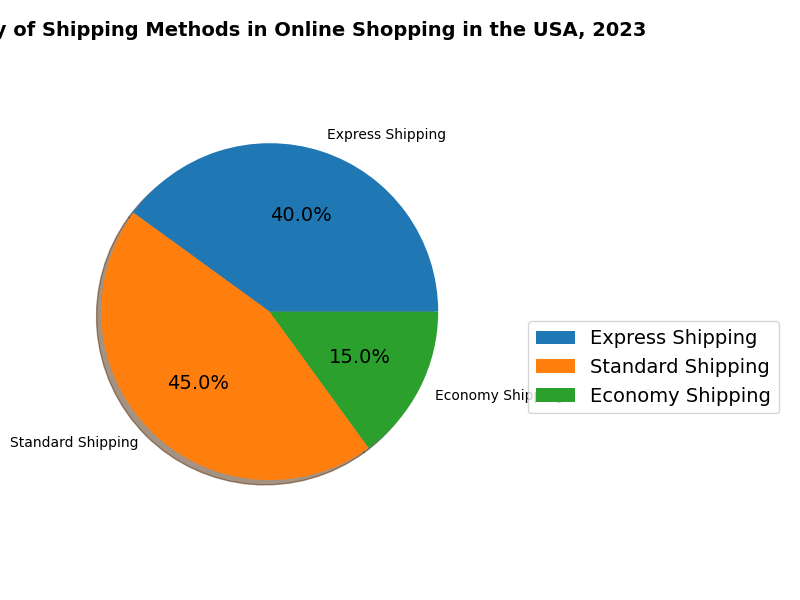 of Shipping Methods in Online Shopping in the USA, 2023
Express Shipping
40.0%
45.0%
15.0%
Standard Shipping
Economy
Express Shipping
Standard Shipping
Economy Shipping